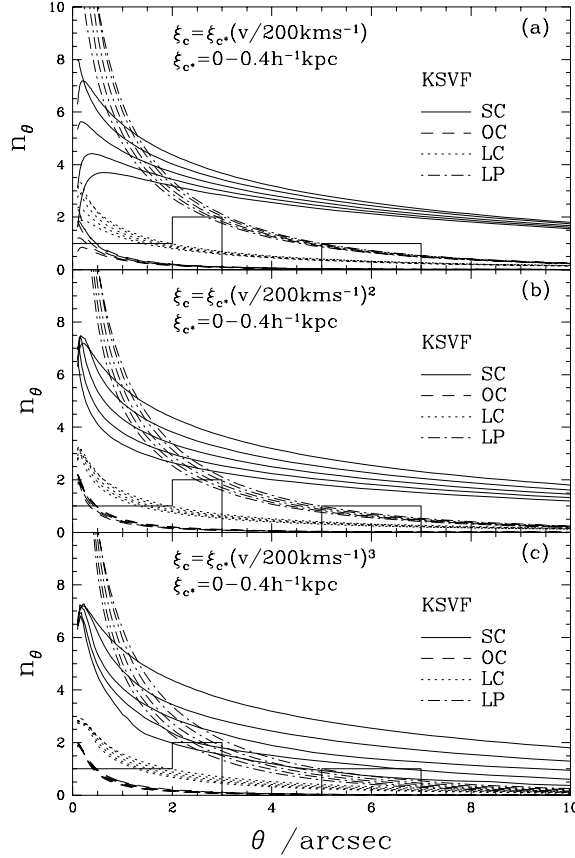 10
(a)
ξc=ξc*(v/200kms⁻¹)
ξc*=0−0.4h⁻¹kpc
8
KSVF
SC
6
OC
nθ
LC
4
LP
2
0
(b)
ξc=ξc*(v/200kms⁻¹)²
ξc*=0−0.4h⁻¹kpc
8
KSVF
SC
6
OC
nθ
LC
4
LP
2
0
(c)
ξc=ξc*(v/200kms⁻¹)³
ξc*=0−0.4h⁻¹kpc
8
KSVF
SC
6
OC
nθ
LC
4
LP
2
0
0 2 4 6 8 10
θ /arcsec